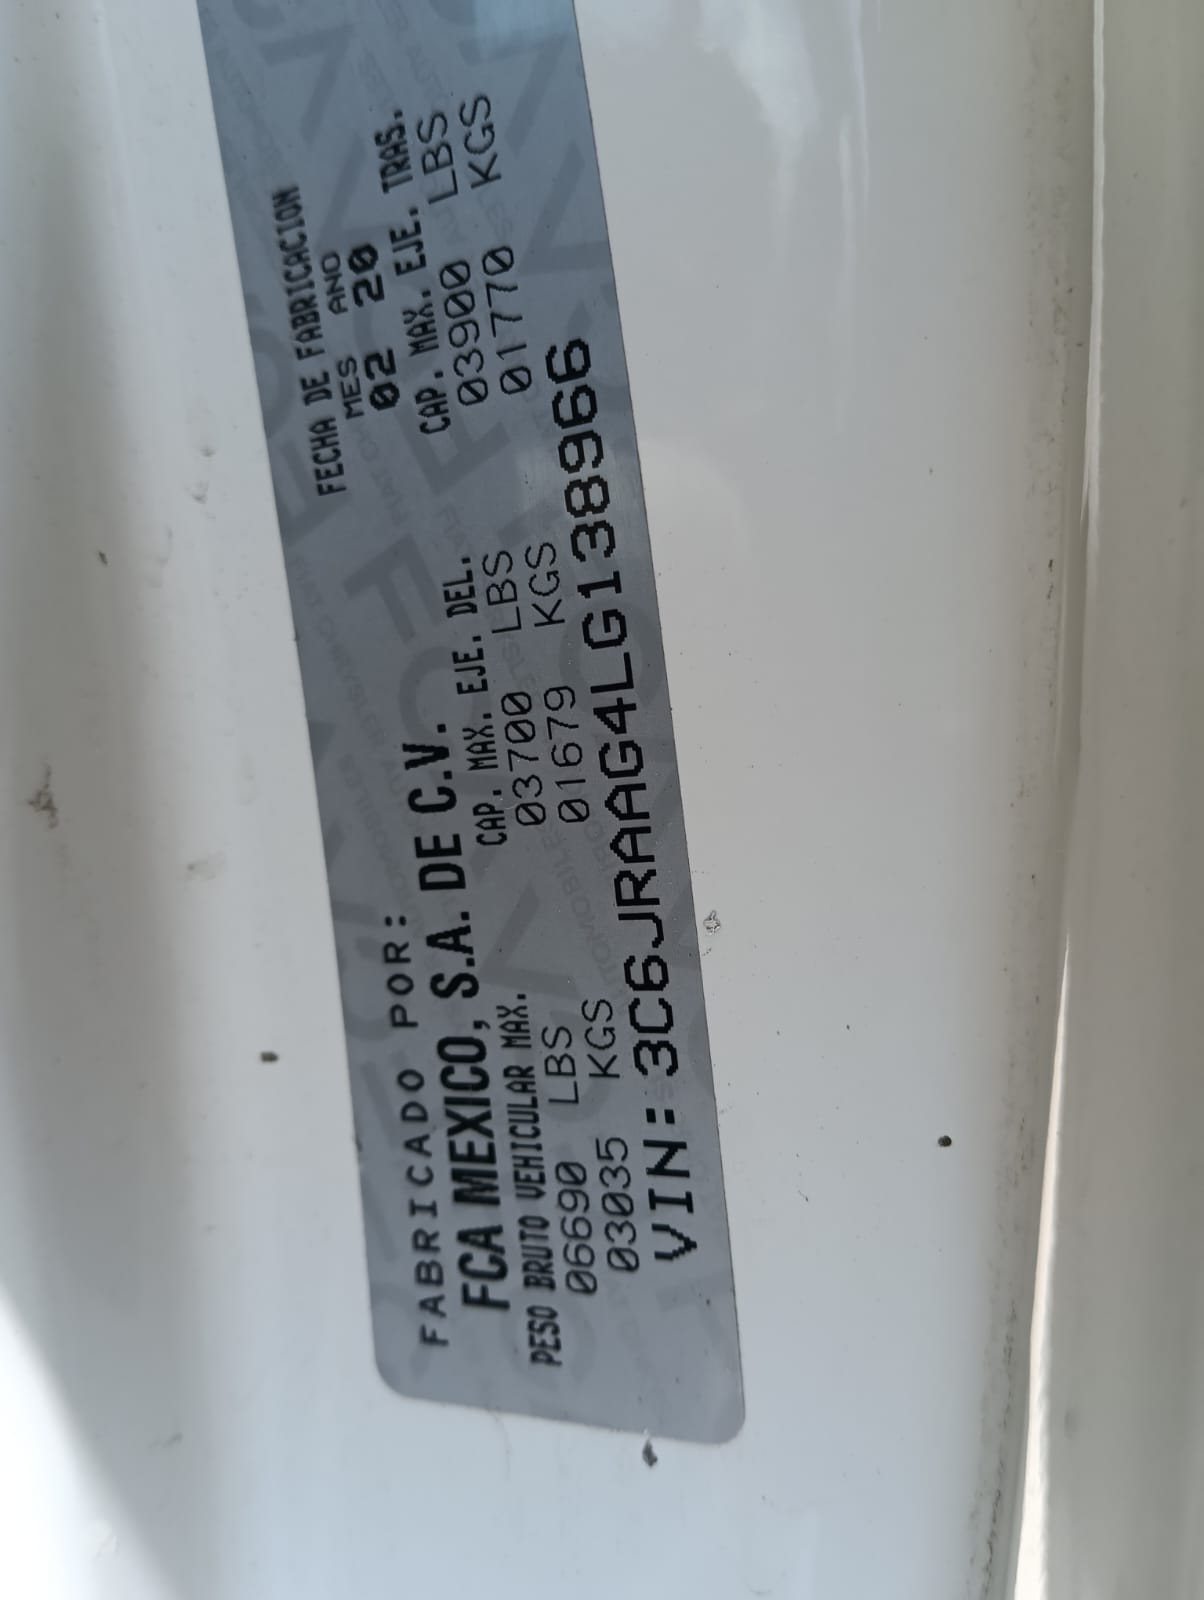 FABRICADO POR:
FECHA DE FABRICACION
MES AÑO
FCA MEXICO, S.A. DE C.V.
02 20
PESO BRUTO VEHICULAR MAX. CAP. MAX. EJE. DEL. CAP. MAX. EJE. TRAS.
06690 LBS 03700 LBS 03900 LBS
03035 KGS 01679 KGS 01770 KGS
VIN: 3C6JRAAG4LG138966